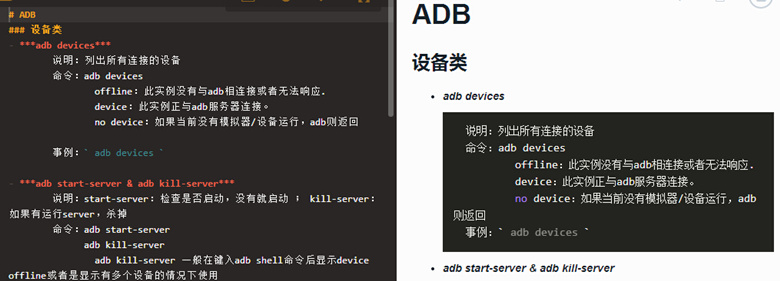 # ADB
### 设备类
- ***adb devices***
说明：列出所有连接的设备
命令：adb devices
offline：此实例没有与adb相连接或者无法响应.
device：此实例正与adb服务器连接。
no device：如果当前没有模拟器/设备运行，adb则返回
事例：` adb devices `
- ***adb start-server & adb kill-server***
说明：start-server：检查是否启动，没有就启动 ； kill-server：
如果有运行server，杀掉
命令：adb start-server
adb kill-server
adb kill-server 一般在键入adb shell命令后显示device
offline或者是显示有多个设备的情况下使用
ADB
设备类
• adb devices
说明：列出所有连接的设备
命令：adb devices
offline：此实例没有与adb相连接或者无法响应.
device：此实例正与adb服务器连接。
no device：如果当前没有模拟器/设备运行，adb
则返回
事例：` adb devices `
• adb start-server & adb kill-server